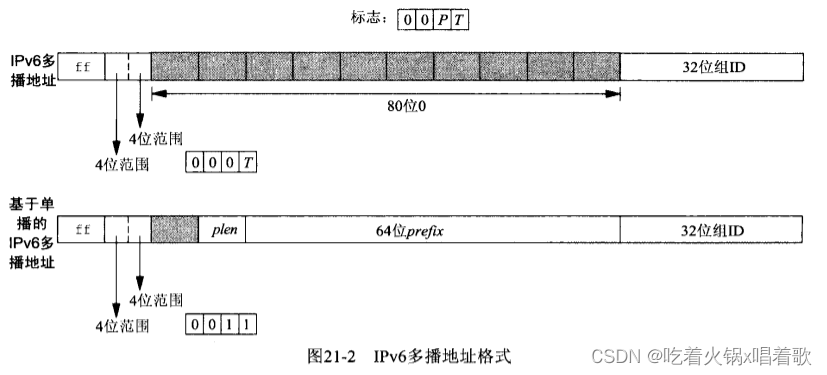 标志： 0 0 P T
IPv6多播地址 ff 32位组ID
80位0
4位范围
4位范围 0 0 0 T
基于单播的IPv6多播地址 ff plen 64位prefix 32位组ID
4位范围
4位范围 0 0 1 1
图21-2 IPv6多播地址格式
CSDN @吃着火锅x唱着歌